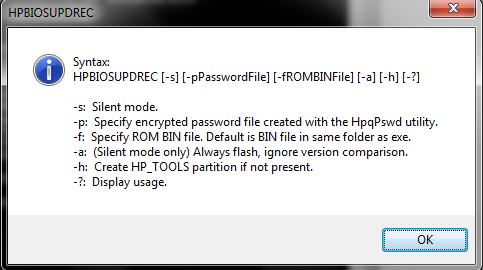 HPBIOSUPDREC
Syntax:
HPBIOSUPDREC [-s] [-pPasswordFile] [-fROMBINFile] [-a] [-h] [-?]
-s:  Silent mode.
-p:  Specify encrypted password file created with the HpqPswd utility.
-f:  Specify ROM BIN file. Default is BIN file in same folder as exe.
-a:  (Silent mode only) Always flash, ignore version comparison.
-h:  Create HP_TOOLS partition if not present.
-?:  Display usage.
OK